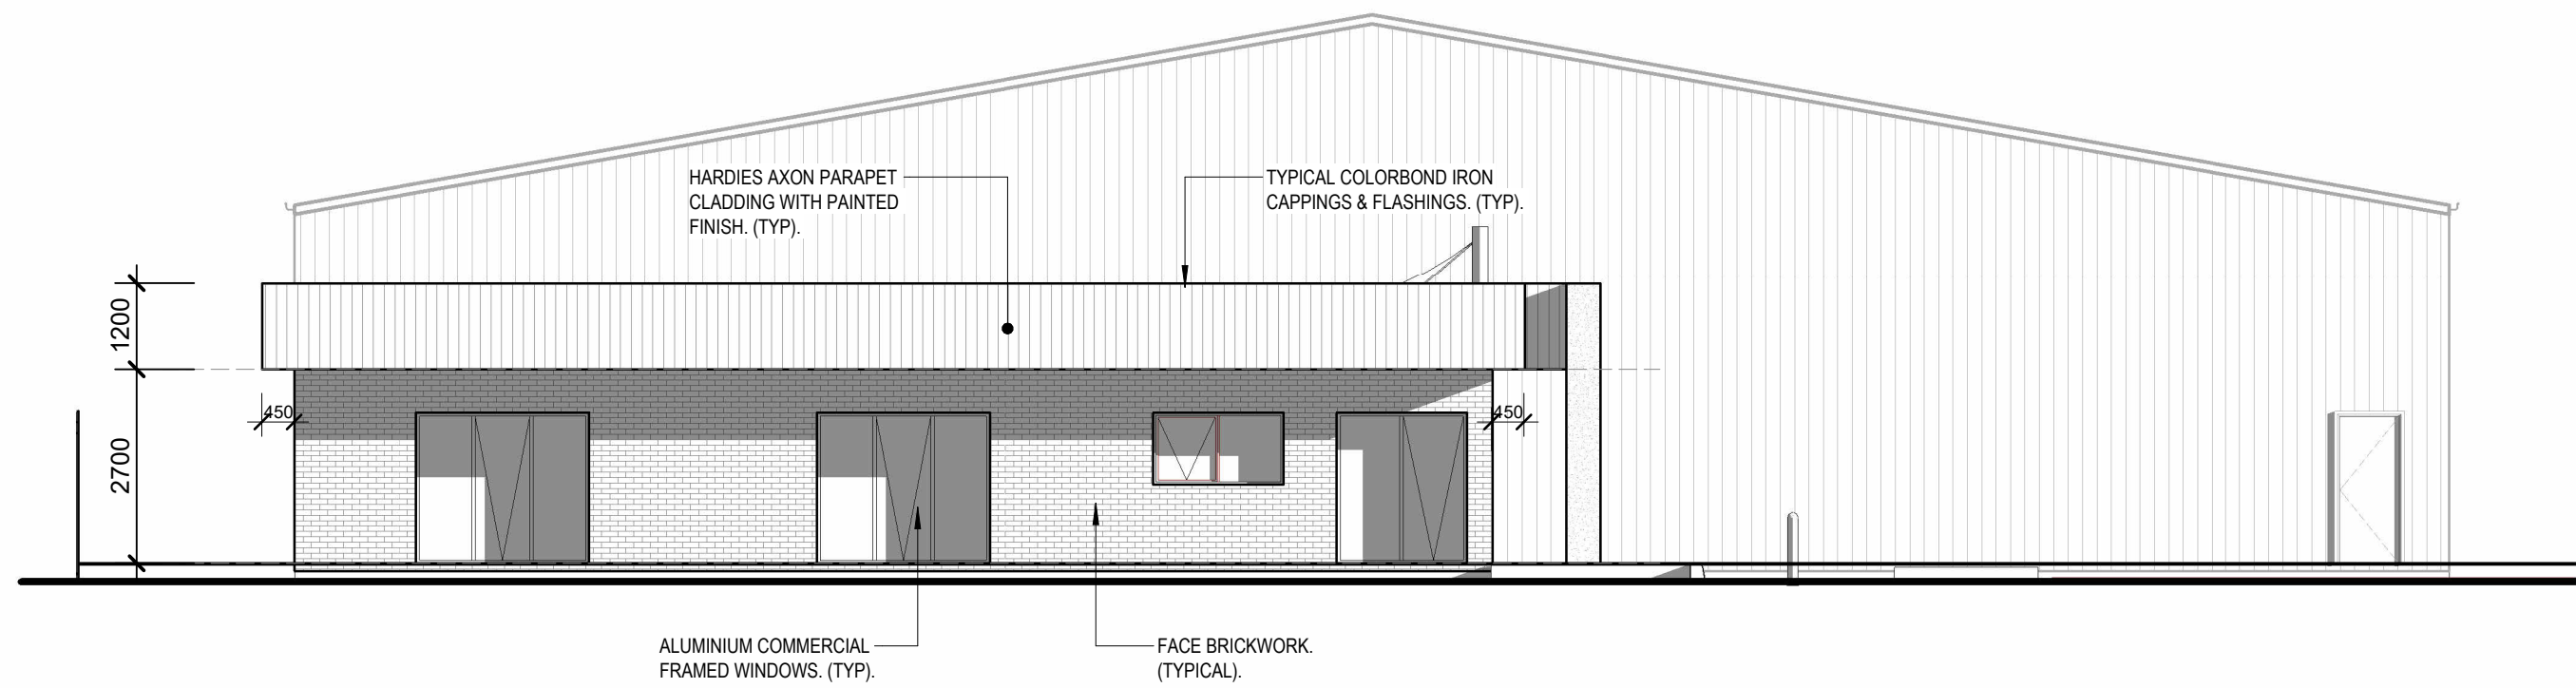 HARDIES AXON PARAPET
CLADDING WITH PAINTED
FINISH. (TYP).
TYPICAL COLORBOND IRON
CAPPINGS & FLASHINGS. (TYP).
1200
450
450
2700
ALUMINIUM COMMERCIAL
FRAMED WINDOWS. (TYP).
FACE BRICKWORK.
(TYPICAL).